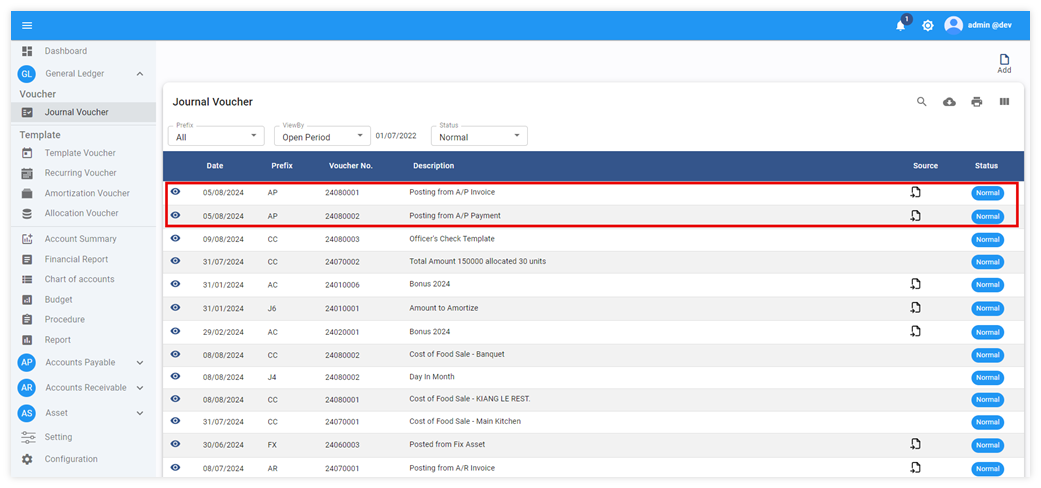 1
admin @dev
Dashboard
GL General Ledger
Voucher
Journal Voucher
Template
Template Voucher
Recurring Voucher
Amortization Voucher
Allocation Voucher
Account Summary
Financial Report
Chart of accounts
Budget
Procedure
Report
AP Accounts Payable
AR Accounts Receivable
AS Asset
Setting
Configuration
Add
Journal Voucher
Prefix ViewBy Status
All Open Period 01/07/2022 Normal
Date Prefix Voucher No. Description Source Status
05/08/2024 AP 24080001 Posting from A/P Invoice Normal
05/08/2024 AP 24080002 Posting from A/P Payment Normal
09/08/2024 CC 24080003 Officer's Check Template Normal
31/07/2024 CC 24070002 Total Amount 150000 allocated 30 units Normal
31/01/2024 AC 24010006 Bonus 2024 Normal
31/01/2024 J6 24010001 Amount to Amortize Normal
29/02/2024 AC 24020001 Bonus 2024 Normal
08/08/2024 CC 24080002 Cost of Food Sale - Banquet Normal
08/08/2024 J4 24080002 Day In Month Normal
08/08/2024 CC 24080001 Cost of Food Sale - KIANG LE REST. Normal
31/07/2024 CC 24070001 Cost of Food Sale - Main Kitchen Normal
30/06/2024 FX 24060003 Posted from Fix Asset Normal
08/07/2024 AR 24070001 Posting from A/R Invoice Normal